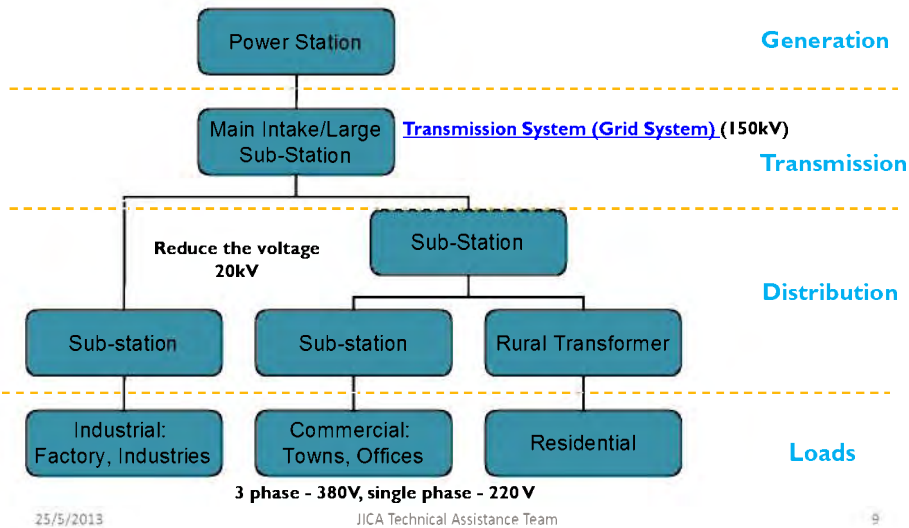 Power Station
Generation
Main Intake/Large
Sub-Station
Transmission System (Grid System) (150kV)
Transmission
Sub-Station
Reduce the voltage
20kV
Distribution
Sub-station
Sub-station
Rural Transformer
Industrial:
Factory, Industries
Commercial:
Towns, Offices
Residential
Loads
3 phase - 380V, single phase - 220 V
25/5/2013
JICA Technical Assistance Team
9